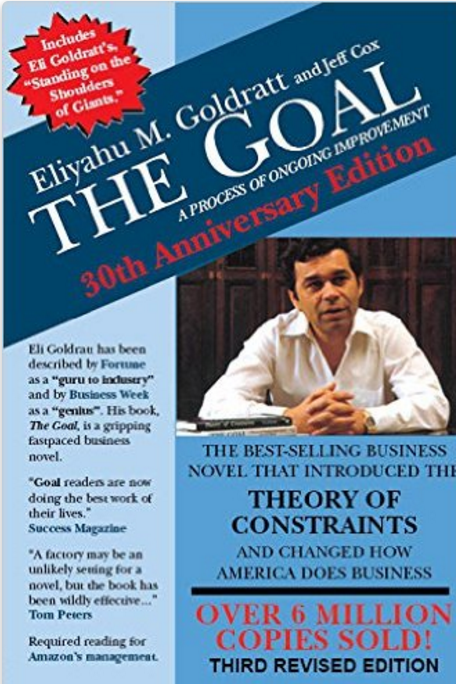 Includes
Eli Goldratt's,
"Standing on the
Shoulders
of Giants."
Eliyahu M. Goldratt and Jeff Cox
THE GOAL
A PROCESS OF ONGOING IMPROVEMENT
30th Anniversary Edition
Eli Goldratt has been
described by Fortune
as a "guru to industry"
and by Business Week
as a "genius". His book,
The Goal, is a gripping
fastpaced business
novel.
"Goal readers are now
doing the best work of
their lives."
Success Magazine
"A factory may be an
unlikely setting for a
novel, but the book has
been wildly effective..."
Tom Peters
Required reading for
Amazon's management.
THE BEST-SELLING BUSINESS
NOVEL THAT INTRODUCED THE
THEORY OF
CONSTRAINTS
AND CHANGED HOW
AMERICA DOES BUSINESS
OVER 6 MILLION
COPIES SOLD!
THIRD REVISED EDITION